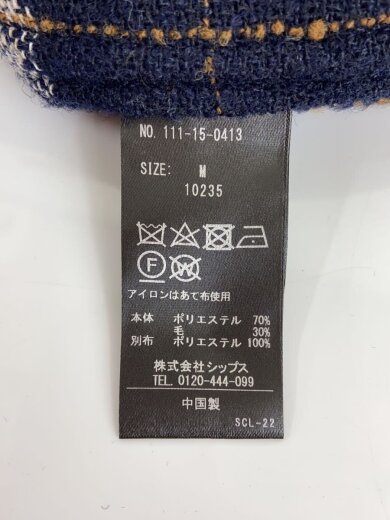 NO. 111-15-0413
SIZE: M
10235
F W
アイロンはあて布使用
本体 ポリエステル 70%
毛 30%
別布 ポリエステル 100%
株式会社シップス
TEL. 0120-444-099
中国製
SCL-22